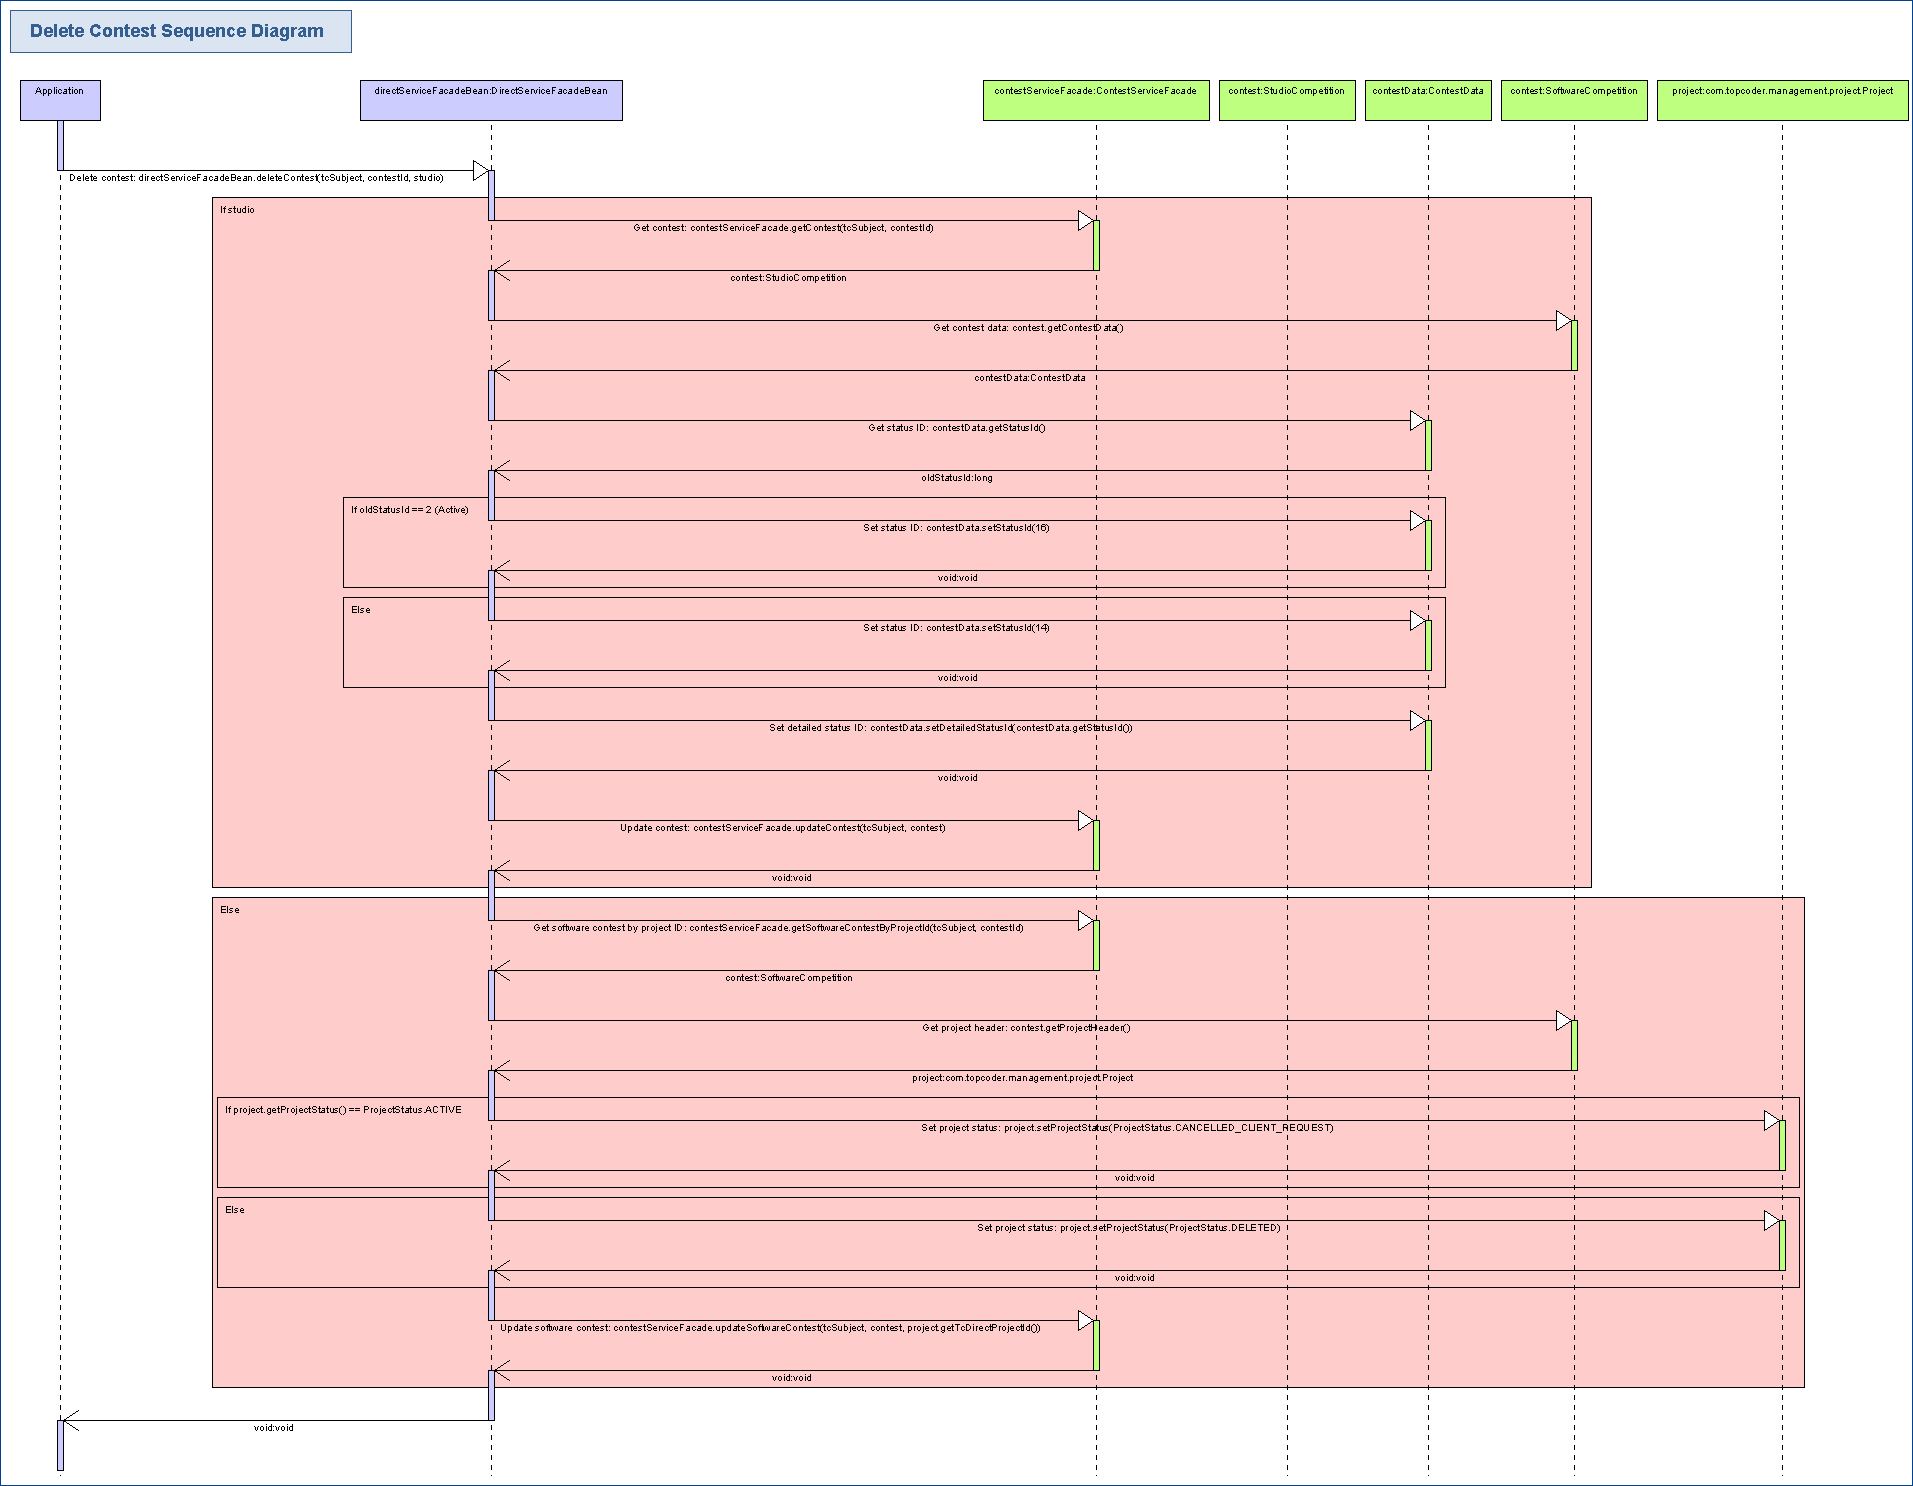 Delete Contest Sequence Diagram
Application
directServiceFacadeBean:DirectServiceFacadeBean
contestServiceFacade:ContestServiceFacade
contest:StudioCompetition
contestData:ContestData
contest:SoftwareCompetition
project:com.topcoder.management.project.Project
Delete contest: directServiceFacadeBean.deleteContest(tcSubject, contestId, studio)
If studio
Get contest: contestServiceFacade.getContest(tcSubject, contestId)
contest:StudioCompetition
Get contest data: contest.getContestData()
contestData:ContestData
Get status ID: contestData.getStatusId()
oldStatusId:long
If oldStatusId == 2 (Active)
Set status ID: contestData.setStatusId(16)
void:void
Else
Set status ID: contestData.setStatusId(14)
void:void
Set detailed status ID: contestData.setDetailedStatusId(contestData.getStatusId())
void:void
Update contest: contestServiceFacade.updateContest(tcSubject, contest)
void:void
Else
Get software contest by project ID: contestServiceFacade.getSoftwareContestByProjectId(tcSubject, contestId)
contest:SoftwareCompetition
Get project header: contest.getProjectHeader()
project:com.topcoder.management.project.Project
If project.getProjectStatus() == ProjectStatus.ACTIVE
Set project status: project.setProjectStatus(ProjectStatus.CANCELLED_CLIENT_REQUEST)
void:void
Else
Set project status: project.setProjectStatus(ProjectStatus.DELETED)
void:void
Update software contest: contestServiceFacade.updateSoftwareContest(tcSubject, contest, project.getTcDirectProjectId())
void:void
void:void